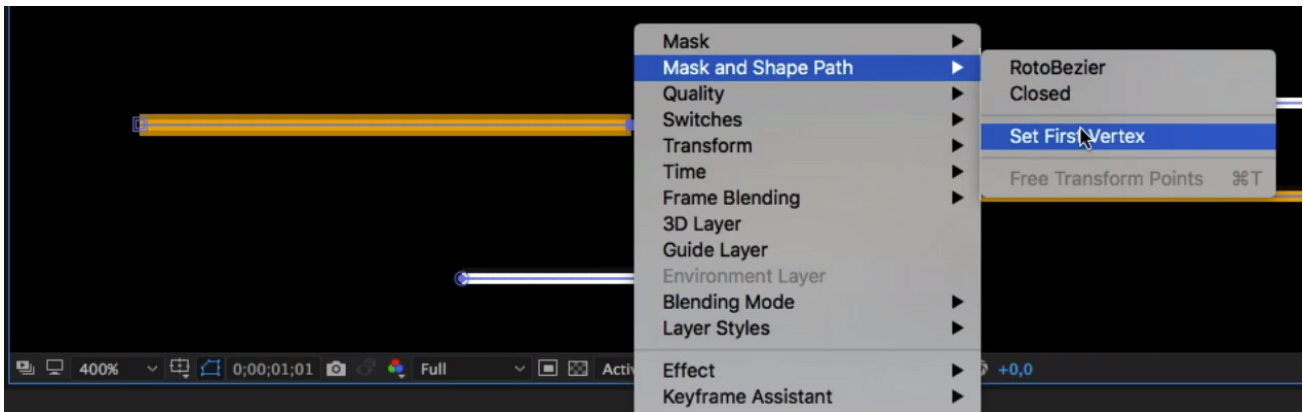 Mask
Mask and Shape Path
Quality
Switches
Transform
Time
Frame Blending
3D Layer
Guide Layer
Environment Layer
Blending Mode
Layer Styles
Effect
Keyframe Assistant
RotoBezier
Closed
Set First Vertex
Free Transform Points ⌘T
400% 0;00;01;01 Full Activ +0,0